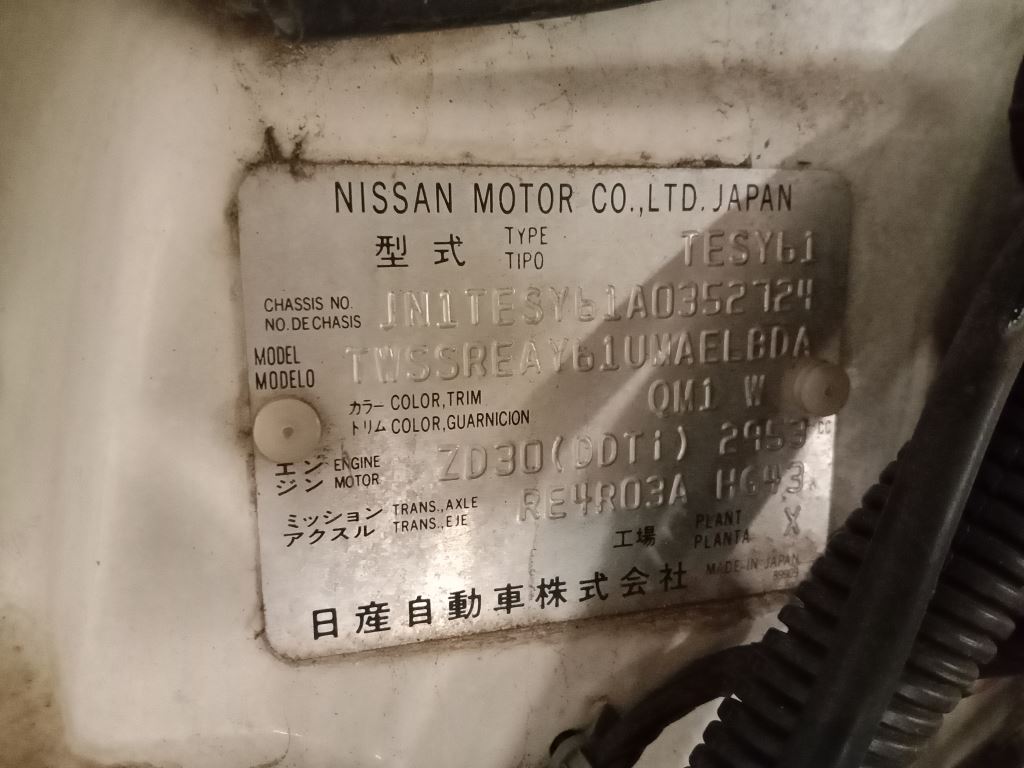 NISSAN MOTOR CO.,LTD. JAPAN
型式 TYPE TIPO TESY61
CHASSIS NO. NO. DE CHASIS JN1TESY61A0352724
MODEL MODELO TWSSREAY61UWAELBDA
カラー COLOR,TRIM QM1 W
トリム COLOR,GUARNICION
エンジン ENGINE MOTOR ZD30(DDTi) 2953 CC
ミッション TRANS.,AXLE RE4R03A HG43
アクスル TRANS.,EJE
工場 PLANT PLANTA X
日産自動車株式会社 MADE IN JAPAN